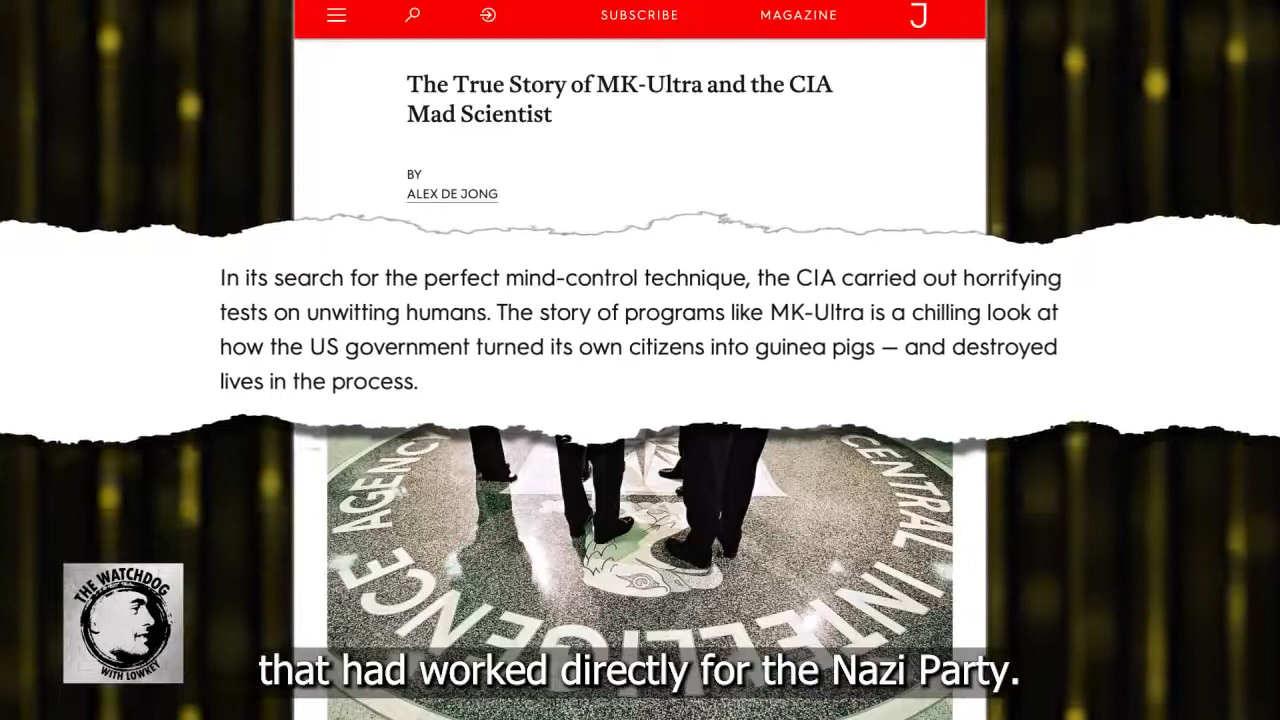 SUBSCRIBE MAGAZINE J
The True Story of MK-Ultra and the CIA
Mad Scientist
BY
ALEX DE JONG
In its search for the perfect mind-control technique, the CIA carried out horrifying
tests on unwitting humans. The story of programs like MK-Ultra is a chilling look at
how the US government turned its own citizens into guinea pigs — and destroyed
lives in the process.
CENTRAL INTELLIGENCE AGENCY
THE WATCHDOG
WITH LOWKEY
that had worked directly for the Nazi Party.